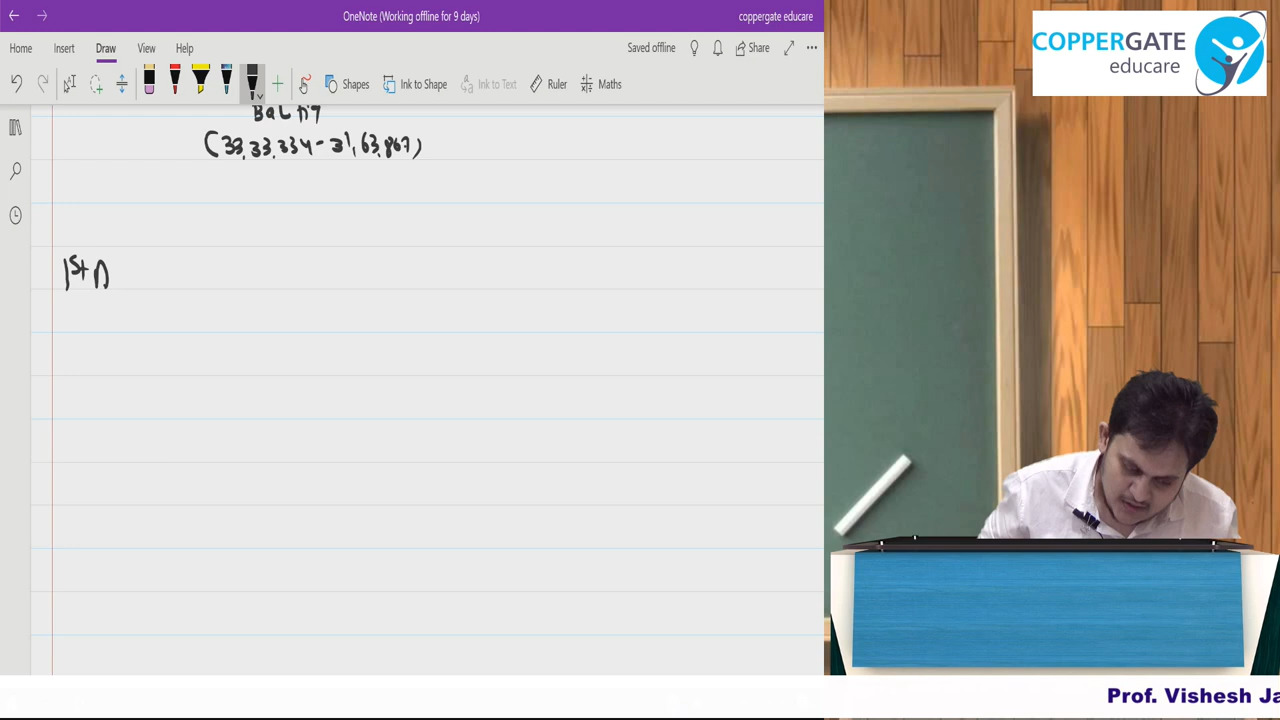 OneNote (Working offline for 9 days)
coppergate educare
Home Insert Draw View Help
Saved offline
Share
Shapes
Ink to Shape
Ink to Text
Ruler
Maths
COPPERGATE
educare
Bal fig
(33,33,334 - 31,63,867)
1st
Prof. Vishesh Ja